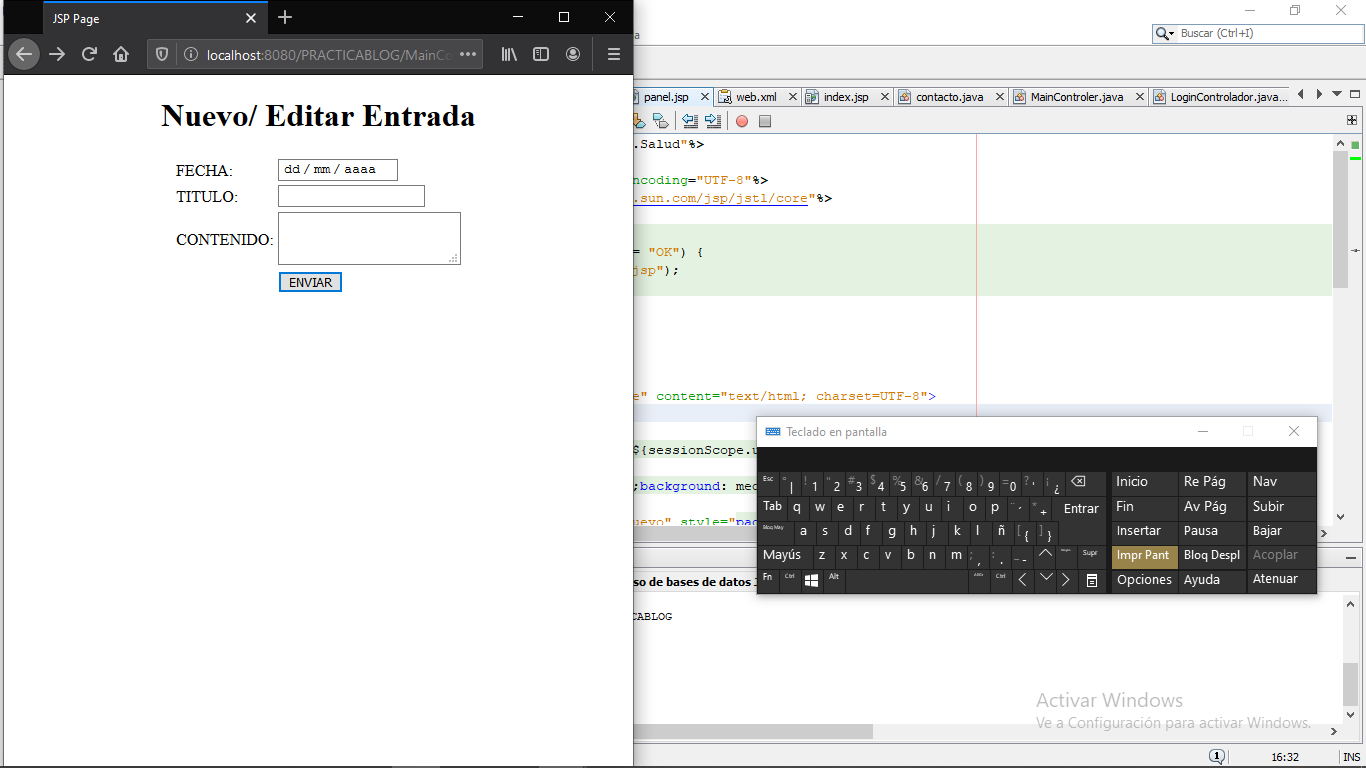 JSP Page
localhost:8080/PRACTICABLOG/MainCo
Nuevo/ Editar Entrada
FECHA: dd / mm / aaaa
TITULO:
CONTENIDO:
ENVIAR
Buscar (Ctrl+I)
panel.jsp web.xml index.jsp contacto.java MainControler.java LoginControlador.java...
.Salud"%>
ncoding="UTF-8"%>
.sun.com/jsp/jstl/core"%>
= "OK") {
jsp");
e" content="text/html; charset=UTF-8">
${sessionScope.u
;background: med
uevo" style="pad
so de bases de datos J
CABLOG
Teclado en pantalla
Esc ° | ! 1 " 2 # 3 $ 4 % 5 & 6 / 7 ( 8 ) 9 = 0 ? ' ¡ ¿ Inicio Re Pág Nav
Tab q w e r t y u i o p ¨ ´ * + Entrar Fin Av Pág Subir
Bloq May a s d f g h j k l ñ [ { ] } Insertar Pausa Bajar
Mayús z x c v b n m ; , : . _ - Supr Impr Pant Bloq Despl Acoplar
Fn Ctrl Alt Ctrl Opciones Ayuda Atenuar
Activar Windows
Ve a Configuración para activar Windows.
1 16:32 INS